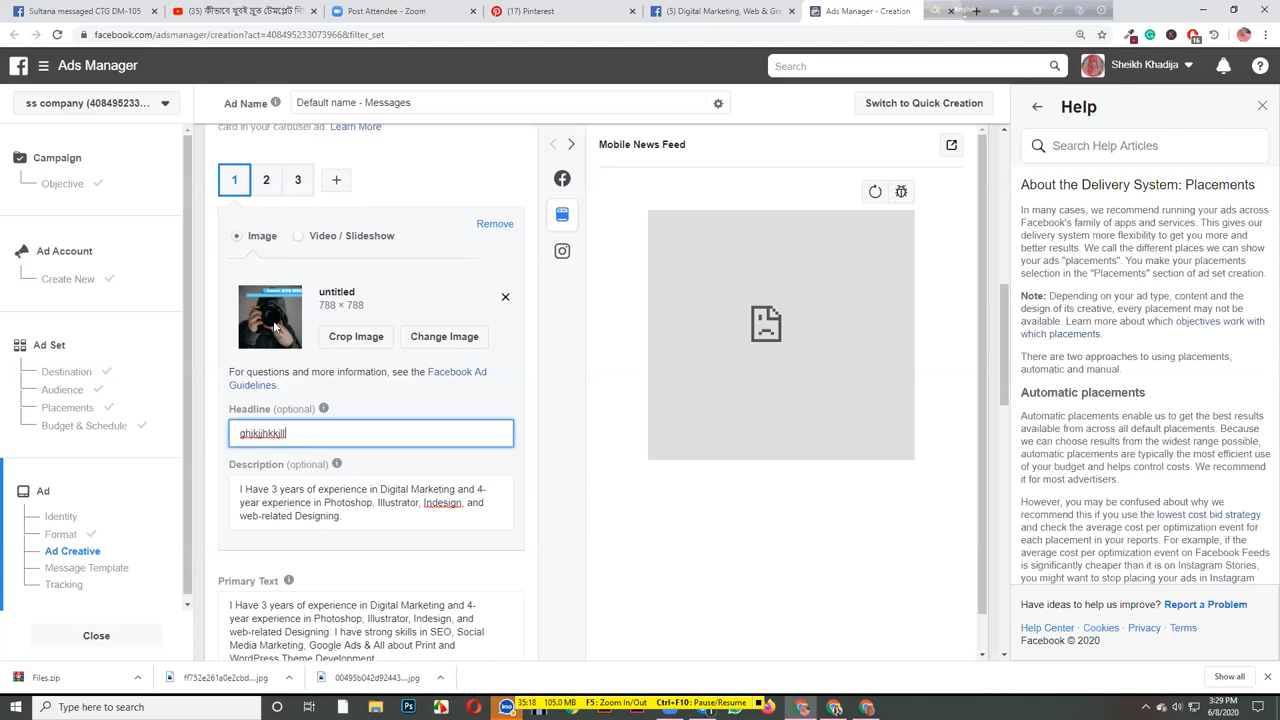 Sultana messaged CTG DM-105
(35) কীভাবে খুবই দ্রুত টেমপ্লেট
Post Attendee - Zoom
(17) Pinterest
(5) Digital Marketing, Web & Gr
Ads Manager - Creation
facebook.com/adsmanager/creation?act=408495233073966&filter_set
Ads Manager
Search
Sheikh Khadija
ss company (408495233...
Ad Name
Default name - Messages
Switch to Quick Creation
Help
card in your carousel ad. Learn More
Mobile News Feed
Search Help Articles
Campaign
Objective
Ad Account
Create New
Ad Set
Destination
Audience
Placements
Budget & Schedule
Ad
Identity
Format
Ad Creative
Message Template
Tracking
Close
1 2 3 +
Remove
Image
Video / Slideshow
untitled
788 × 788
Crop Image
Change Image
For questions and more information, see the Facebook Ad
Guidelines.
Headline (optional)
ghjkjjhkkjll
Description (optional)
I Have 3 years of experience in Digital Marketing and 4-
year experience in Photoshop, Illustrator, Indesign, and
web-related Designing.
Primary Text
I Have 3 years of experience in Digital Marketing and 4-
year experience in Photoshop, Illustrator, Indesign, and
web-related Designing. I have strong skills in SEO, Social
Media Marketing, Google Ads & All about Print and
WordPress Theme Development
About the Delivery System: Placements
In many cases, we recommend running your ads across
Facebook's family of apps and services. This gives our
delivery system more flexibility to get you more and
better results. We call the different places we can show
your ads "placements". You make your placements
selection in the "Placements" section of ad set creation.
Note: Depending on your ad type, content and the
design of its creative, every placement may not be
available. Learn more about which objectives work with
which placements.
There are two approaches to using placements,
automatic and manual.
Automatic placements
Automatic placements enable us to get the best results
available from across all default placements. Because
we can choose results from the widest range possible,
automatic placements are typically the most efficient use
of your budget and helps control costs. We recommend
it for most advertisers.
However, you may be confused about why we
recommend this if you use the lowest cost bid strategy
and check the average cost per optimization event for
each placement in your reports. For example, if the
average cost per optimization event on Facebook Feeds
is significantly cheaper than it is on Instagram Stories,
you might want to stop placing your ads in Instagram
Have ideas to help us improve? Report a Problem
Help Center · Cookies · Privacy · Terms
Facebook © 2020
Files.zip
ff752e261a0e2cbd....jpg
00495b042d92443...jpg
Show all
Type here to search
35:18
105.0 MB
F5: Zoom In/Out
Ctrl+F10: Pause/Resume
3:29 PM
6/8/2020